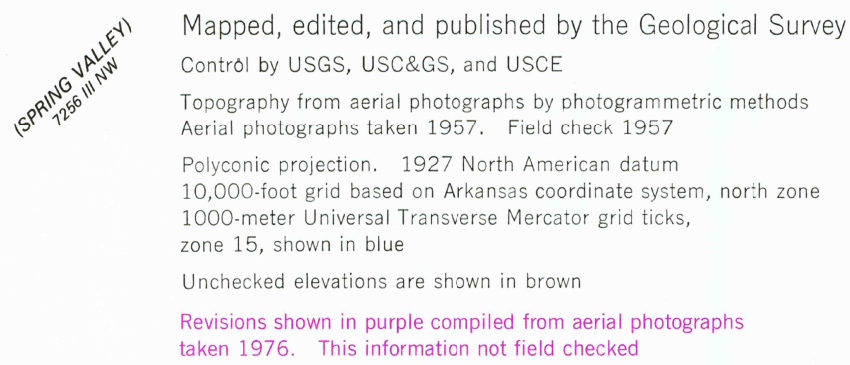 (SPRING VALLEY)
7256 III NW
Mapped, edited, and published by the Geological Survey
Control by USGS, USC&GS, and USCE
Topography from aerial photographs by photogrammetric methods
Aerial photographs taken 1957. Field check 1957
Polyconic projection. 1927 North American datum
10,000-foot grid based on Arkansas coordinate system, north zone
1000-meter Universal Transverse Mercator grid ticks,
zone 15, shown in blue
Unchecked elevations are shown in brown
Revisions shown in purple compiled from aerial photographs
taken 1976. This information not field checked